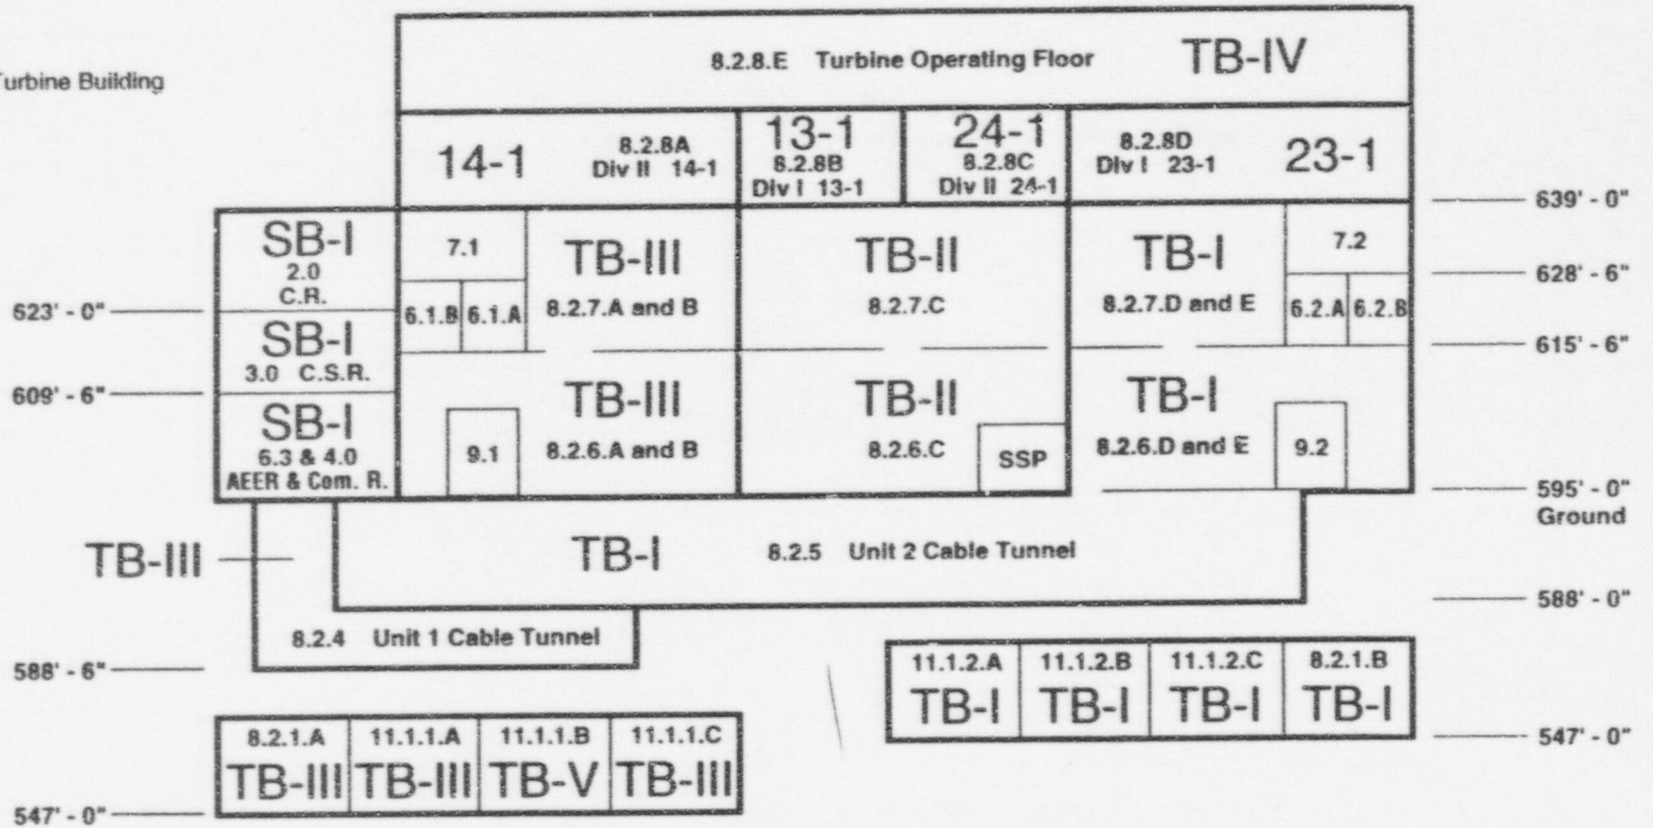 8.2.8.E Turbine Operating Floor TB-IV
Turbine Building
14-1
8.2.8A
Div II 14-1
13-1
8.2.8B
Div I 13-1
24-1
8.2.8C
Div II 24-1
8.2.8D
Div I 23-1
23-1
639' - 0"
SB-I
2.0
C.R.
7.1
TB-III
8.2.7.A and B
TB-II
8.2.7.C
TB-I
8.2.7.D and E
7.2
628' - 6"
623' - 0"
6.1.B
6.1.A
6.2.A
6.2.B
615' - 6"
SB-I
3.0 C.S.R.
609' - 6"
SB-I
6.3 & 4.0
AEER & Com. R.
9.1
TB-III
8.2.6.A and B
TB-II
8.2.6.C
SSP
TB-I
8.2.6.D and E
9.2
595' - 0"
Ground
TB-III
TB-I 8.2.5 Unit 2 Cable Tunnel
588' - 0"
8.2.4 Unit 1 Cable Tunnel
588' - 6"
11.1.2.A
TB-I
11.1.2.B
TB-I
11.1.2.C
TB-I
8.2.1.B
TB-I
547' - 0"
8.2.1.A
TB-III
11.1.1.A
TB-III
11.1.1.B
TB-V
11.1.1.C
TB-III
547' - 0"